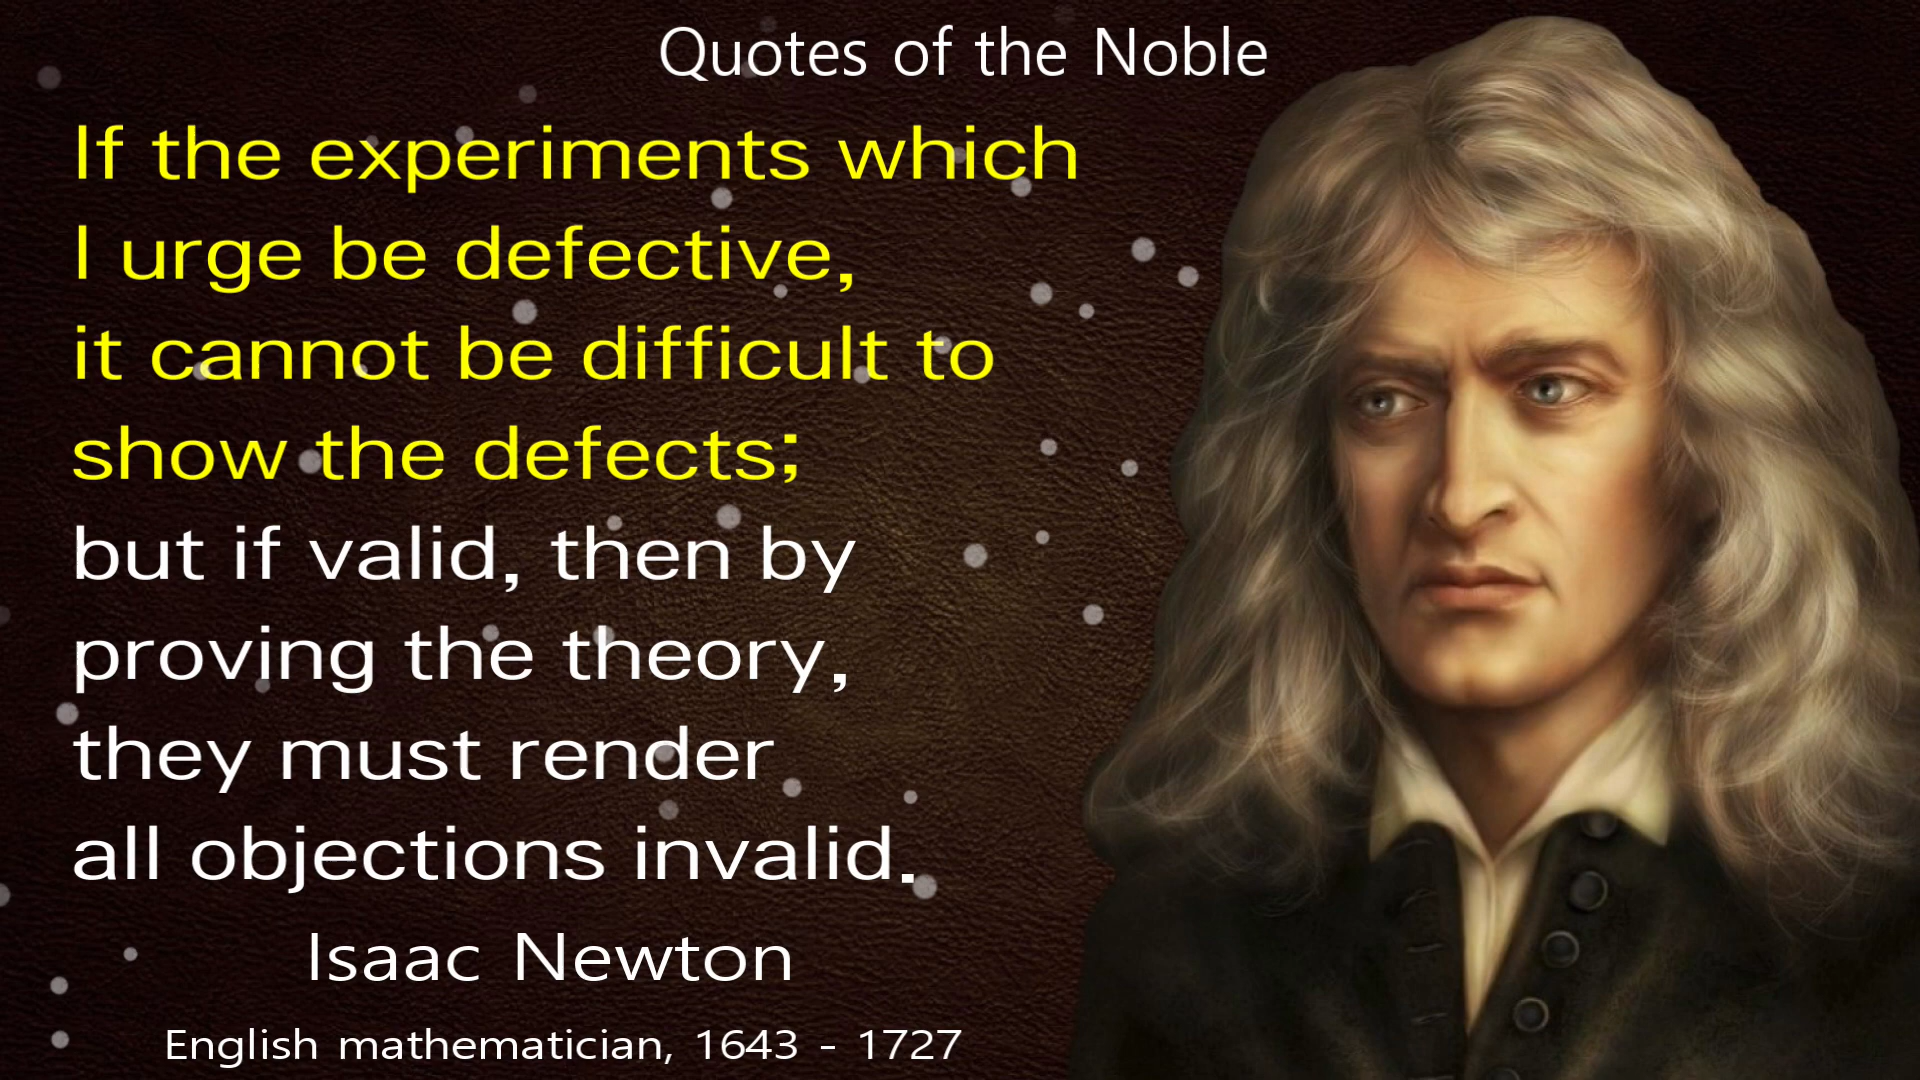 Quotes of the Noble
If the experiments which
I urge be defective,
it cannot be difficult to
show the defects;
but if valid, then by
proving the theory,
they must render
all objections invalid.
Isaac Newton
English mathematician, 1643 - 1727